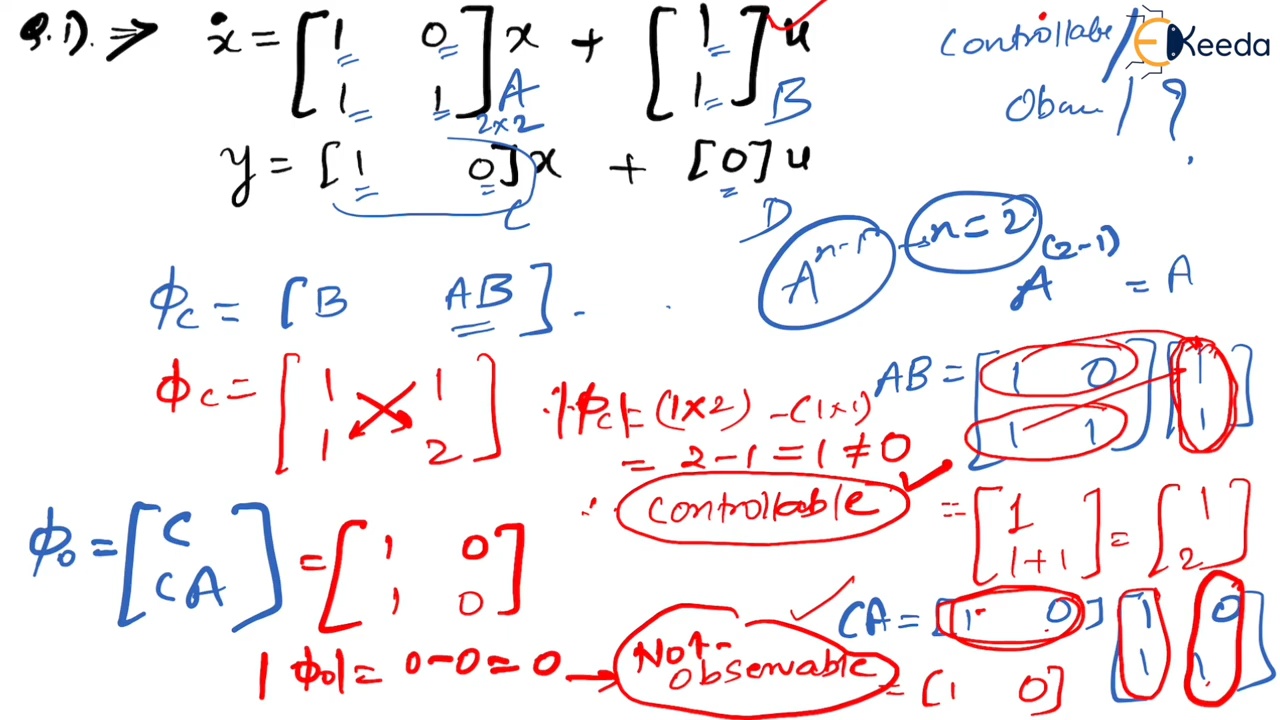 Q.1). ⇒ ẋ = [1 0; 1 1] x + [1; 1] u
A 2×2 B
y = [1 0] x + [0] u
C D
Controllable /
Keeda
Obser / ?
A^(n-1) → n = 2
A^(2-1) = A
ϕc = [B AB].
ϕc = [1 1; 1 2]
∴ |ϕc| = (1×2) - (1×1)
= 2 - 1 = 1 ≠ 0
∴ controllable
AB = [1 0; 1 1] [1; 1]
= [1; 1+1] = [1; 2]
ϕo = [C; CA] = [1 0; 1 0]
|ϕo| = 0 - 0 = 0 → Not-observable
CA = [1 0] [1 0; 1 1]
= [1 0]